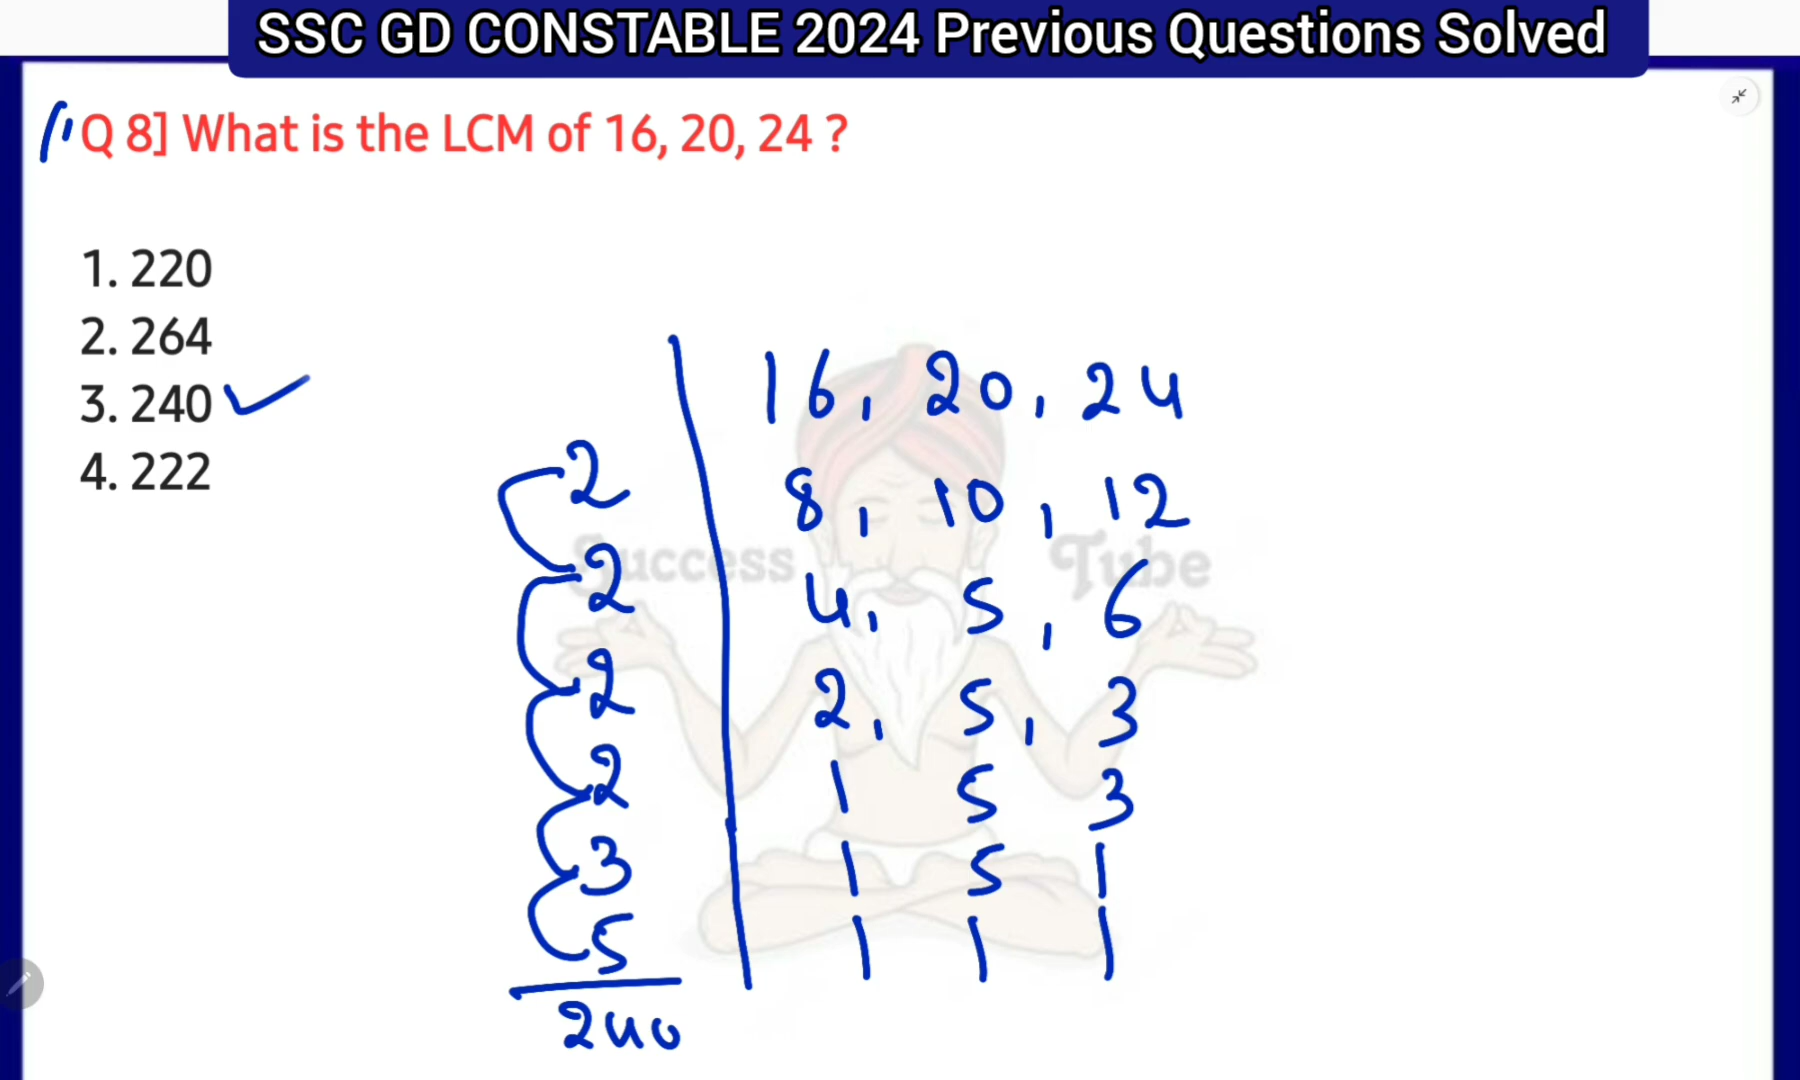 SSC GD CONSTABLE 2024 Previous Questions Solved
Q 8] What is the LCM of 16, 20, 24 ?
1. 220
2. 264
3. 240
4. 222
16, 20, 24
2 8, 10, 12
Success Tube
2 4, 5, 6
2 2, 5, 3
2 1 5 3
3 1 5 1
5 1 1 1
240